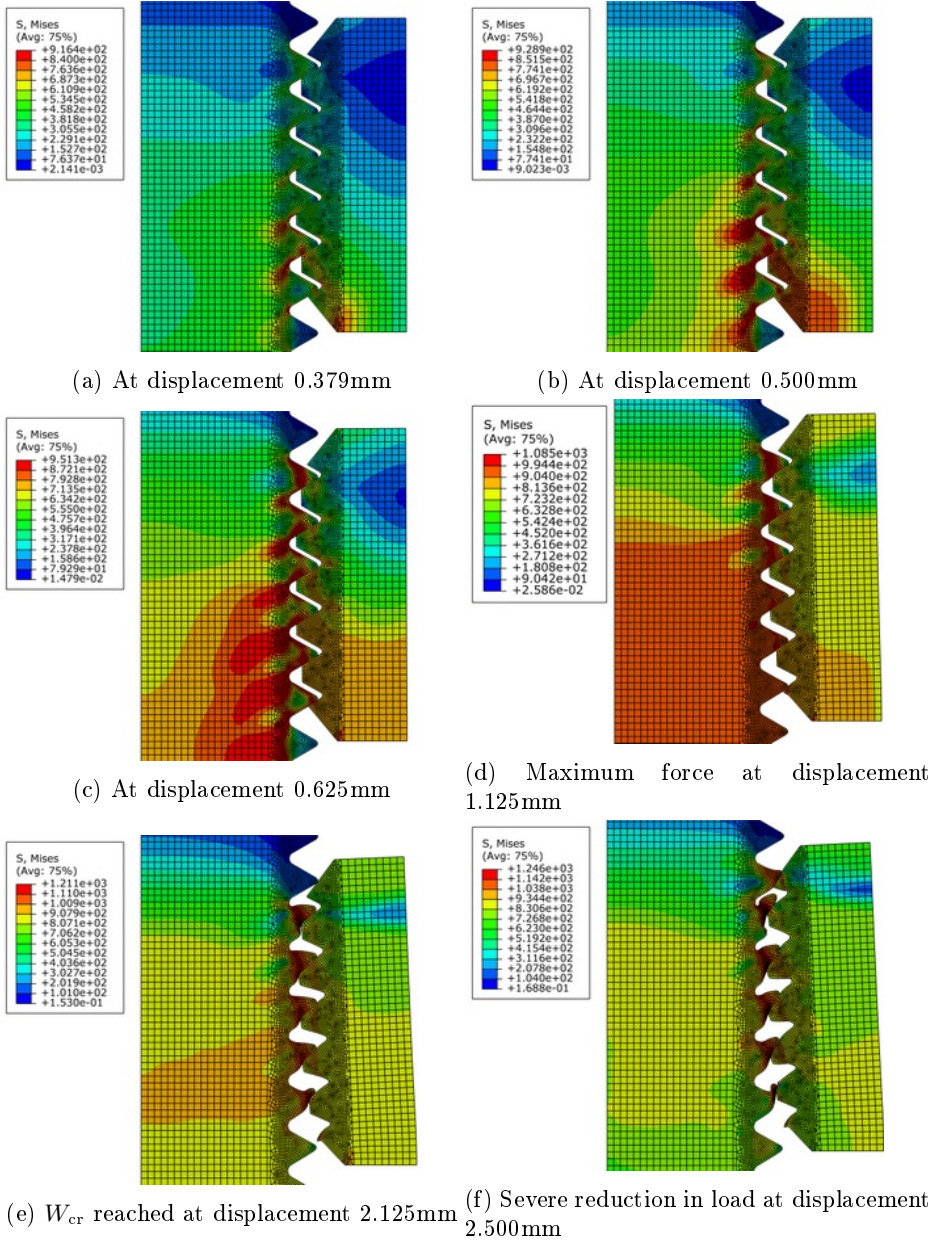 S, Mises
(Avg: 75%)
+9.164e+02
+8.400e+02
+7.636e+02
+6.873e+02
+6.109e+02
+5.345e+02
+4.582e+02
+3.818e+02
+3.055e+02
+2.291e+02
+1.527e+02
+7.637e+01
+2.141e-03
(a) At displacement 0.379mm
S, Mises
(Avg: 75%)
+9.289e+02
+8.515e+02
+7.741e+02
+6.967e+02
+6.192e+02
+5.418e+02
+4.644e+02
+3.870e+02
+3.096e+02
+2.322e+02
+1.548e+02
+7.741e+01
+9.023e-03
(b) At displacement 0.500mm
S, Mises
(Avg: 75%)
+9.513e+02
+8.721e+02
+7.928e+02
+7.135e+02
+6.342e+02
+5.550e+02
+4.757e+02
+3.964e+02
+3.171e+02
+2.378e+02
+1.586e+02
+7.929e+01
+1.479e-02
(c) At displacement 0.625mm
S, Mises
(Avg: 75%)
+1.085e+03
+9.944e+02
+9.040e+02
+8.136e+02
+7.232e+02
+6.328e+02
+5.424e+02
+4.520e+02
+3.616e+02
+2.712e+02
+1.808e+02
+9.042e+01
+2.586e-02
(d) Maximum force at displacement
1.125mm
S, Mises
(Avg: 75%)
+1.211e+03
+1.110e+03
+1.009e+03
+9.079e+02
+8.071e+02
+7.062e+02
+6.053e+02
+5.045e+02
+4.036e+02
+3.027e+02
+2.019e+02
+1.010e+02
+1.530e-01
(e) Wcr reached at displacement 2.125mm
S, Mises
(Avg: 75%)
+1.246e+03
+1.142e+03
+1.038e+03
+9.344e+02
+8.306e+02
+7.268e+02
+6.230e+02
+5.192e+02
+4.154e+02
+3.116e+02
+2.078e+02
+1.040e+02
+1.688e-01
(f) Severe reduction in load at displacement
2.500mm